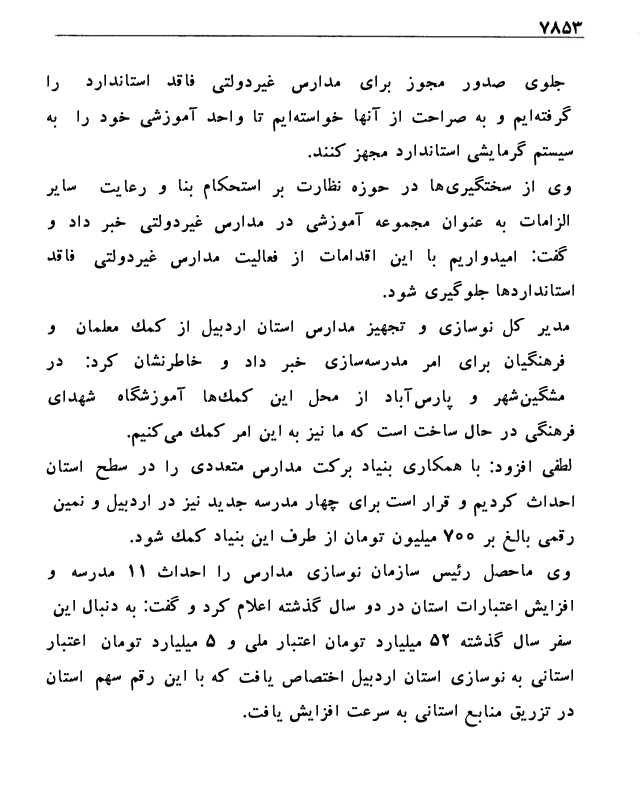 ۷۸۵۳
جلوی صدور مجوز برای مدارس غیردولتی فاقد استاندارد را
گرفته‌ایم و به صراحت از آنها خواسته‌ایم تا واحد آموزشی خود را به
سیستم گرمایشی استاندارد مجهز کنند.
وی از سختگیری‌ها در حوزه نظارت بر استحکام بنا و رعایت سایر
الزامات به عنوان مجموعه آموزشی در مدارس غیردولتی خبر داد و
گفت: امیدواریم با این اقدامات از فعالیت مدارس غیردولتی فاقد
استانداردها جلوگیری شود.
مدیر کل نوسازی و تجهیز مدارس استان اردبیل از کمك معلمان و
فرهنگیان برای امر مدرسه‌سازی خبر داد و خاطرنشان کرد: در
مشگین‌شهر و پارس‌آباد از محل این کمك‌ها آموزشگاه شهدای
فرهنگی در حال ساخت است که ما نیز به این امر کمك می‌کنیم.
لطفی افزود: با همکاری بنیاد برکت مدارس متعددی را در سطح استان
احداث کردیم و قرار است برای چهار مدرسه جدید نیز در اردبیل و نمین
رقمی بالغ بر ۷۰۰ میلیون تومان از طرف این بنیاد کمك شود.
وی ماحصل رئیس سازمان نوسازی مدارس را احداث ۱۱ مدرسه و
افزایش اعتبارات استان در دو سال گذشته اعلام کرد و گفت: به دنبال این
سفر سال گذشته ۵۲ میلیارد تومان اعتبار ملی و ۵ میلیارد تومان اعتبار
استانی به نوسازی استان اردبیل اختصاص یافت که با این رقم سهم استان
در تزریق منابع استانی به سرعت افزایش یافت.